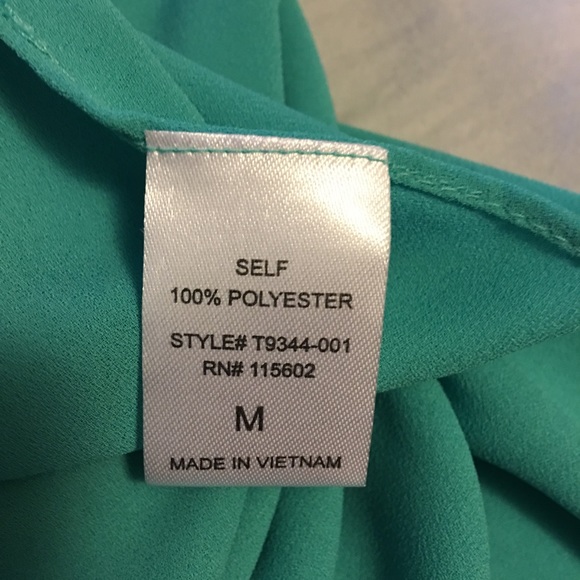 SELF
100% POLYESTER
STYLE# T9344-001
RN# 115602
M
MADE IN VIETNAM